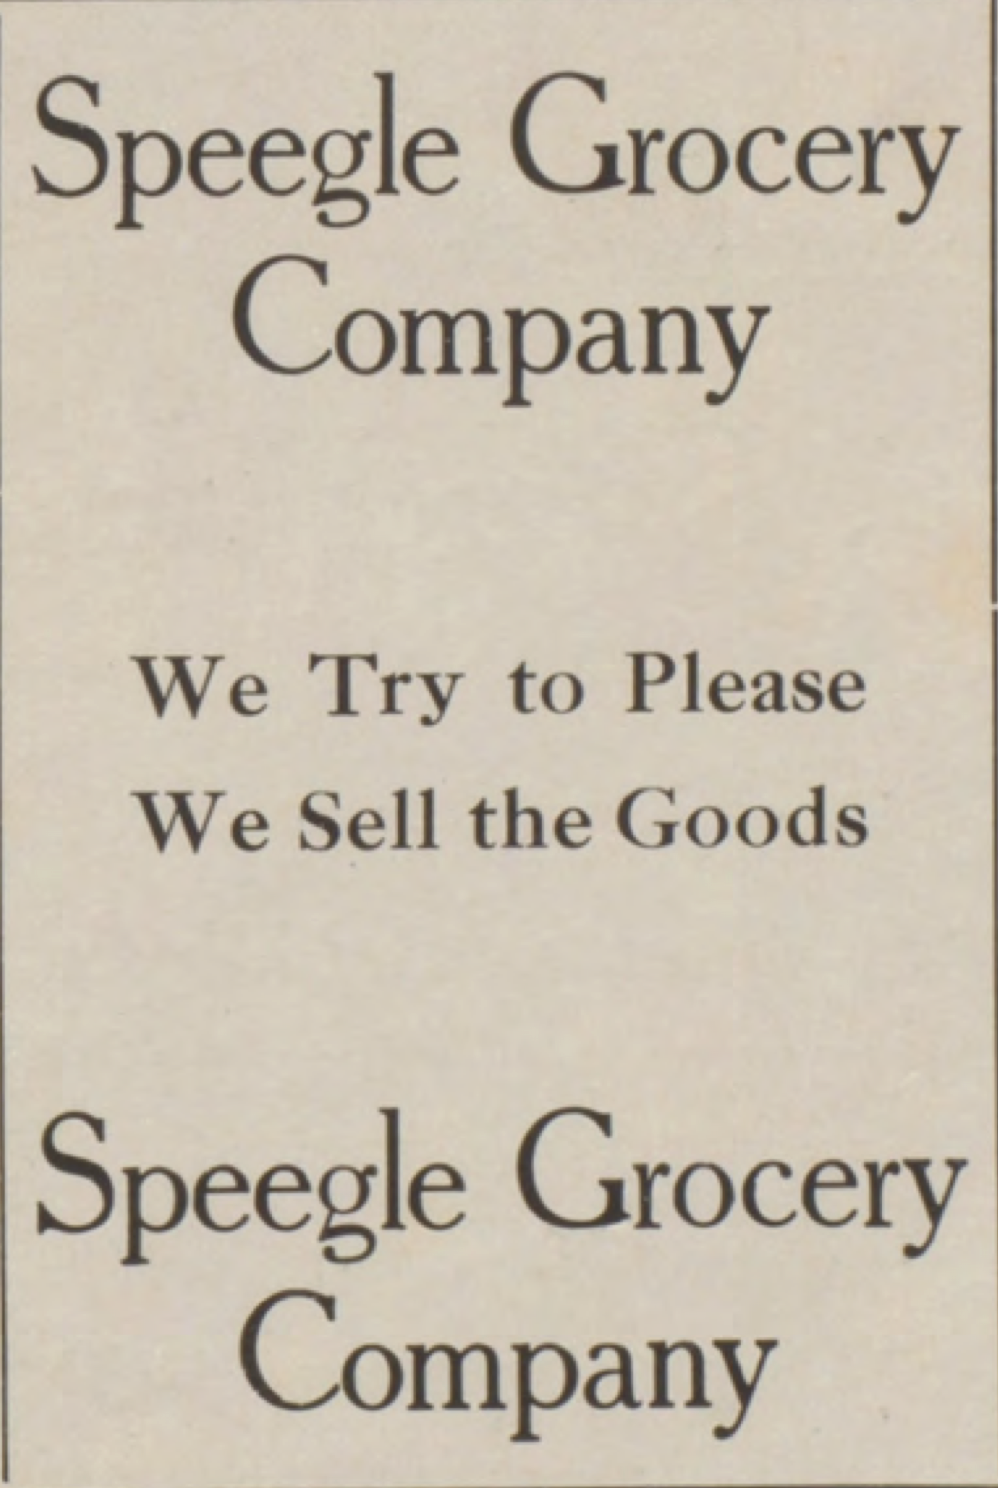 Speegle Grocery
Company
We Try to Please
We Sell the Goods
Speegle Grocery
Company